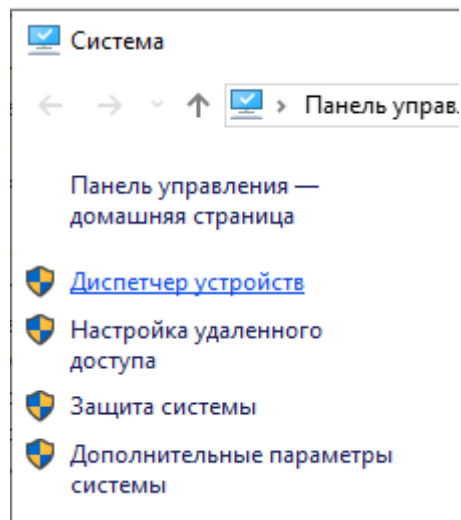 Система
Панель управ.
Панель управления —
домашняя страница
Диспетчер устройств
Настройка удаленного
доступа
Защита системы
Дополнительные параметры
системы